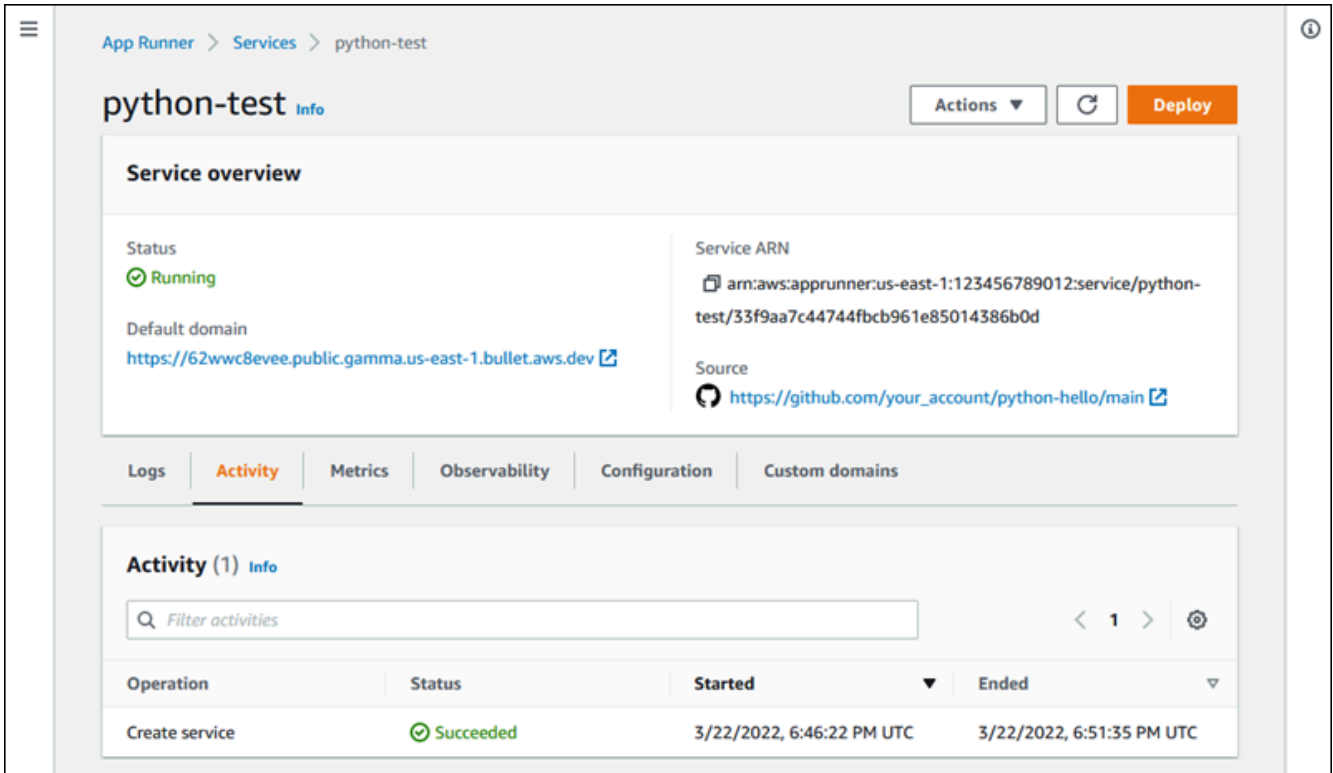 App Runner > Services > python-test
python-test Info
Actions Deploy
Service overview
Status
Running
Default domain
https://62wwc8evee.public.gamma.us-east-1.bullet.aws.dev
Service ARN
arn:aws:apprunner:us-east-1:123456789012:service/python-
test/33f9aa7c44744fbcb961e85014386b0d
Source
https://github.com/your_account/python-hello/main
Logs Activity Metrics Observability Configuration Custom domains
Activity (1) Info
Filter activities
< 1 >
Operation Status Started Ended
Create service Succeeded 3/22/2022, 6:46:22 PM UTC 3/22/2022, 6:51:35 PM UTC